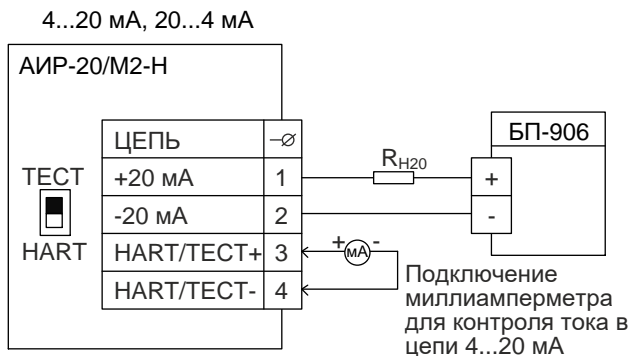 4...20 мА, 20...4 мА
АИР-20/М2-Н
БП-906
ЦЕПЬ
ТЕСТ
+20 мА 1
RН20
+
-20 мА 2
-
HART
HART/ТЕСТ+ 3
+ мА -
HART/ТЕСТ- 4
Подключение
миллиамперметра
для контроля тока в
цепи 4...20 мА